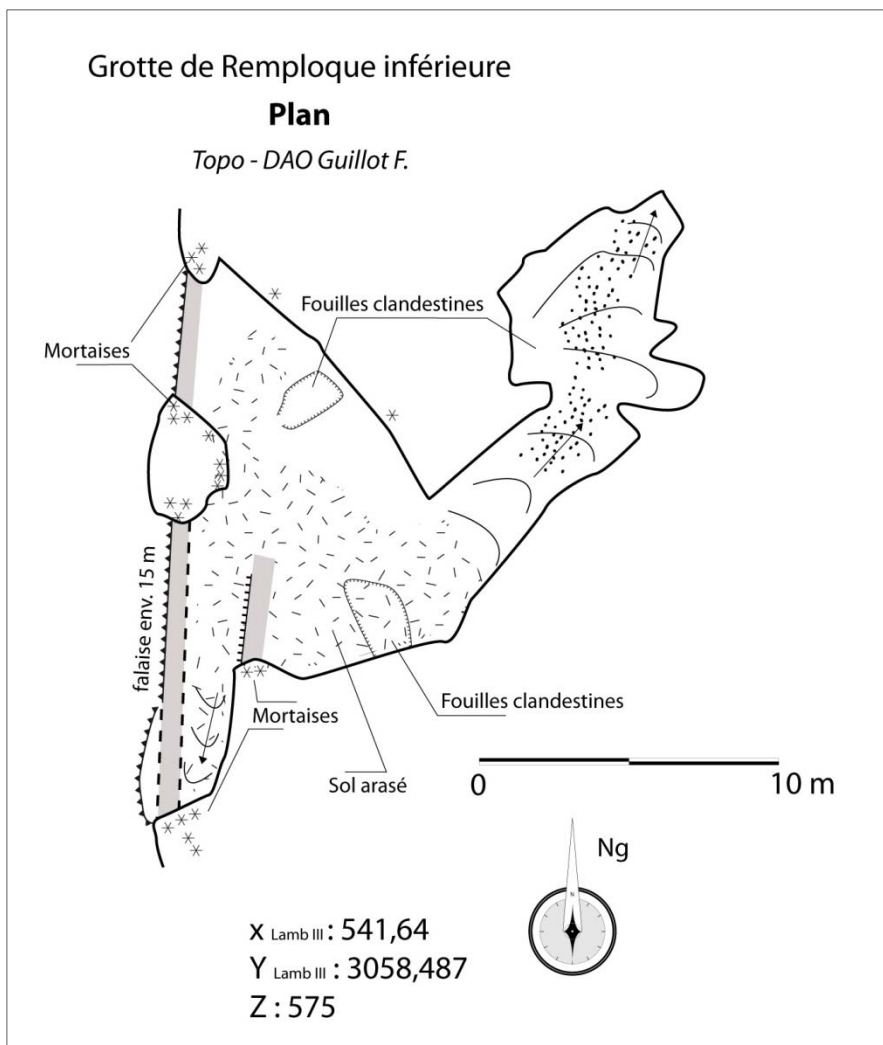 Grotte de Remploque inférieure
Plan
Topo - DAO Guillot F.
Fouilles clandestines
Mortaises
falaise env. 15 m
Fouilles clandestines
Mortaises
Sol arasé
0 10 m
Ng
N
X Lamb III : 541,64
Y Lamb III : 3058,487
Z : 575